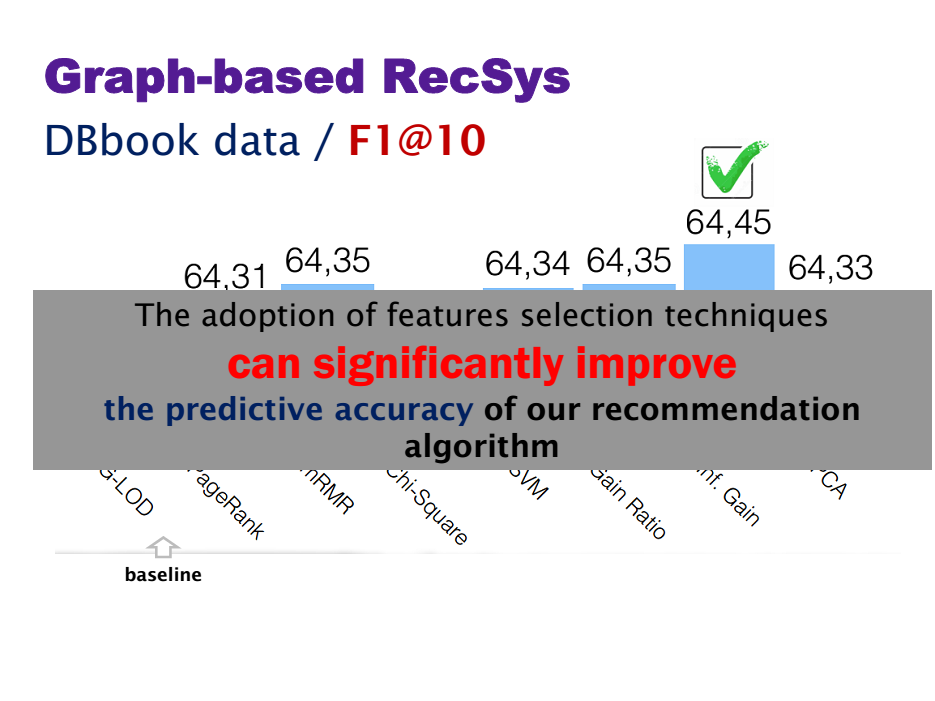 Graph-based RecSys
DBbook data / F1@10
64,45
64,31 64,35 64,34 64,35 64,33
The adoption of features selection techniques
can significantly improve
the predictive accuracy of our recommendation
algorithm
G-LOD PageRank mRMR Chi-Square SVM Gain Ratio Inf. Gain PCA
baseline